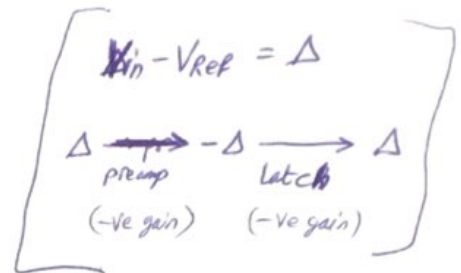 Vin - VRef = Δ
Δ → -Δ → Δ
preamp Latch
(-ve gain) (-ve gain)